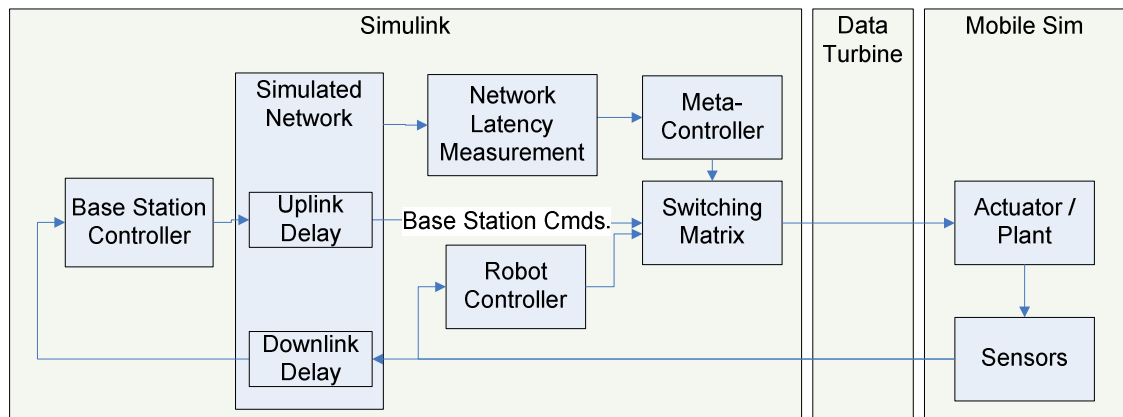 Simulink
Data
Turbine
Mobile Sim
Simulated
Network
Network
Latency
Measurement
Meta-
Controller
Base Station
Controller
Uplink
Delay
Base Station Cmds.
Switching
Matrix
Actuator /
Plant
Robot
Controller
Downlink
Delay
Sensors